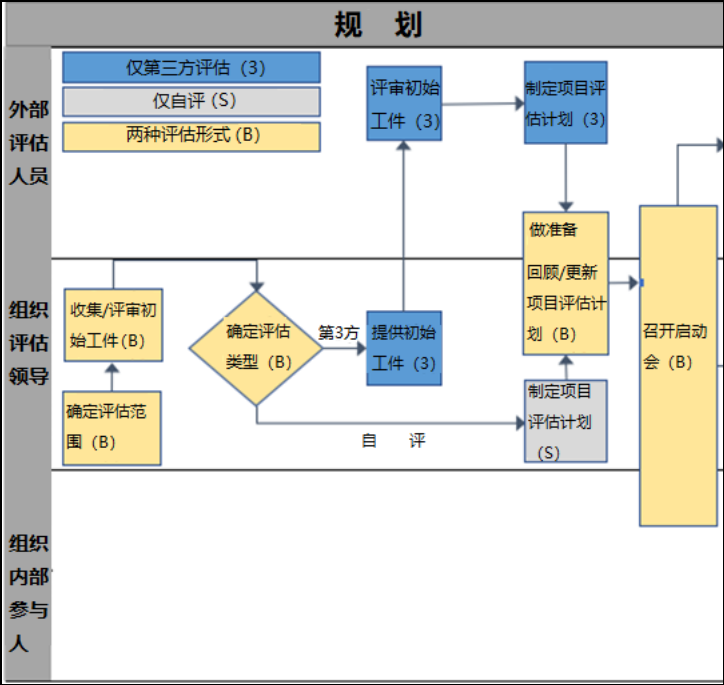 规 划
外部
评估
人员
仅第三方评估（3）
仅自评（S）
两种评估形式（B）
评审初始
工件（3）
制定项目评
估计划（3）
做准备
回顾/更新
项目评估计
划（B）
召开启动
会（B）
组织
评估
领导
收集/评审初
始工件（B）
确定评估范
围（B）
确定评估
类型（B）
第3方
提供初始
工件（3）
自 评
制定项目
评估计划
（S）
组织
内部
参与
人